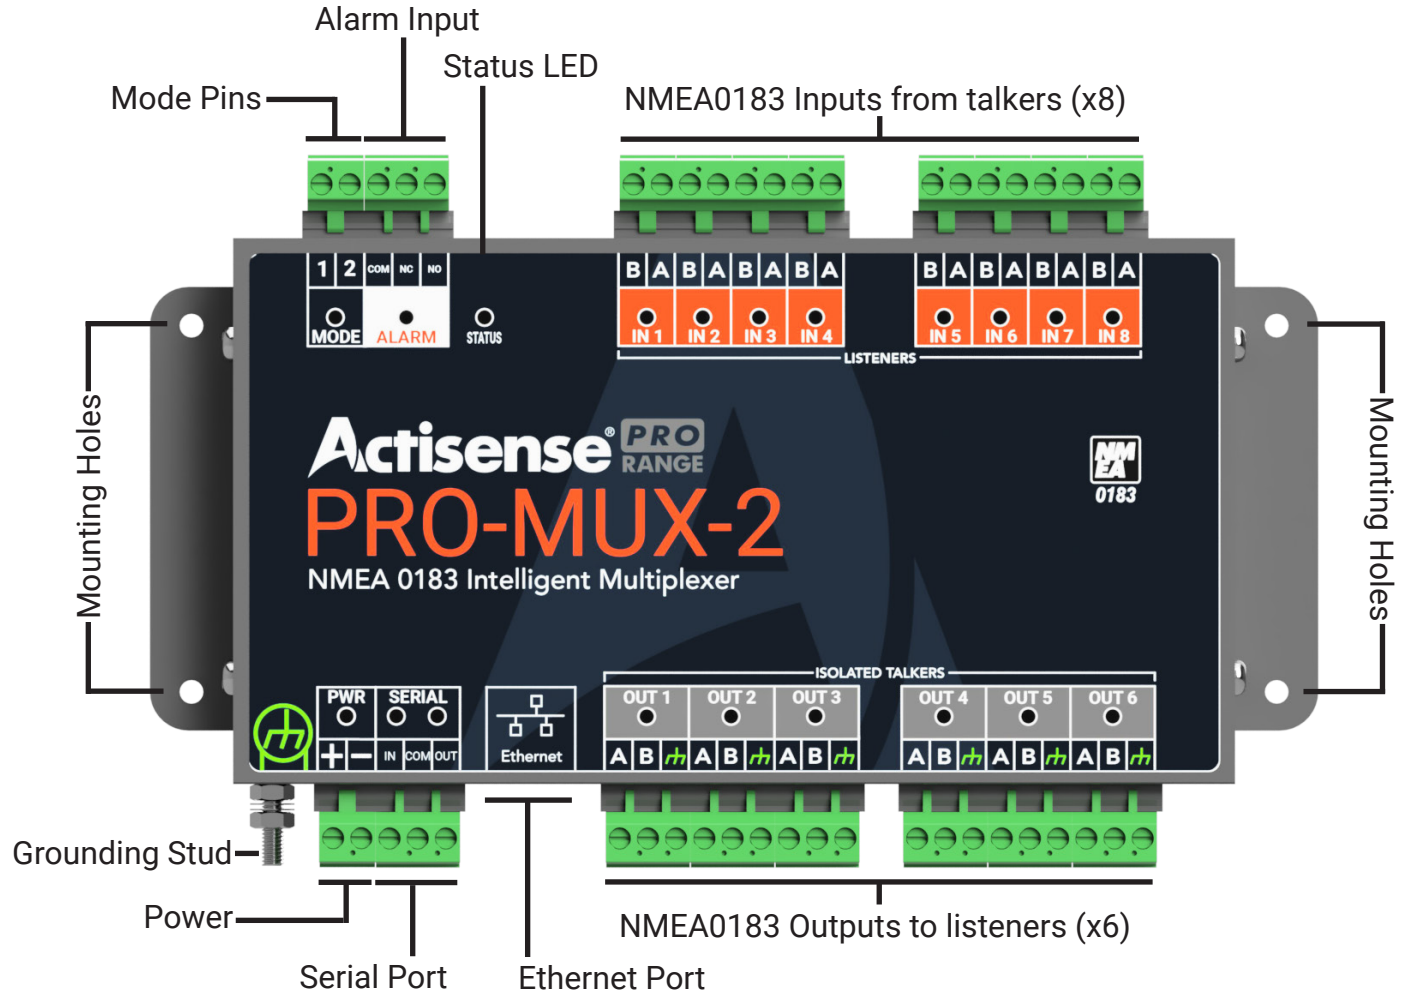 Alarm Input
Status LED
Mode Pins
NMEA0183 Inputs from talkers (x8)
1 2 COM NC NO
B A B A B A B A B A B A B A B A
MODE ALARM STATUS
IN 1 IN 2 IN 3 IN 4 IN 5 IN 6 IN 7 IN 8
LISTENERS
Mounting Holes
Mounting Holes
Actisense® PRO
RANGE
NM
EA
0183
PRO-MUX-2
NMEA 0183 Intelligent Multiplexer
ISOLATED TALKERS
PWR SERIAL
OUT 1 OUT 2 OUT 3 OUT 4 OUT 5 OUT 6
+ − IN COM OUT Ethernet
A B A B A B A B A B A B
Grounding Stud
Power
NMEA0183 Outputs to listeners (x6)
Serial Port
Ethernet Port